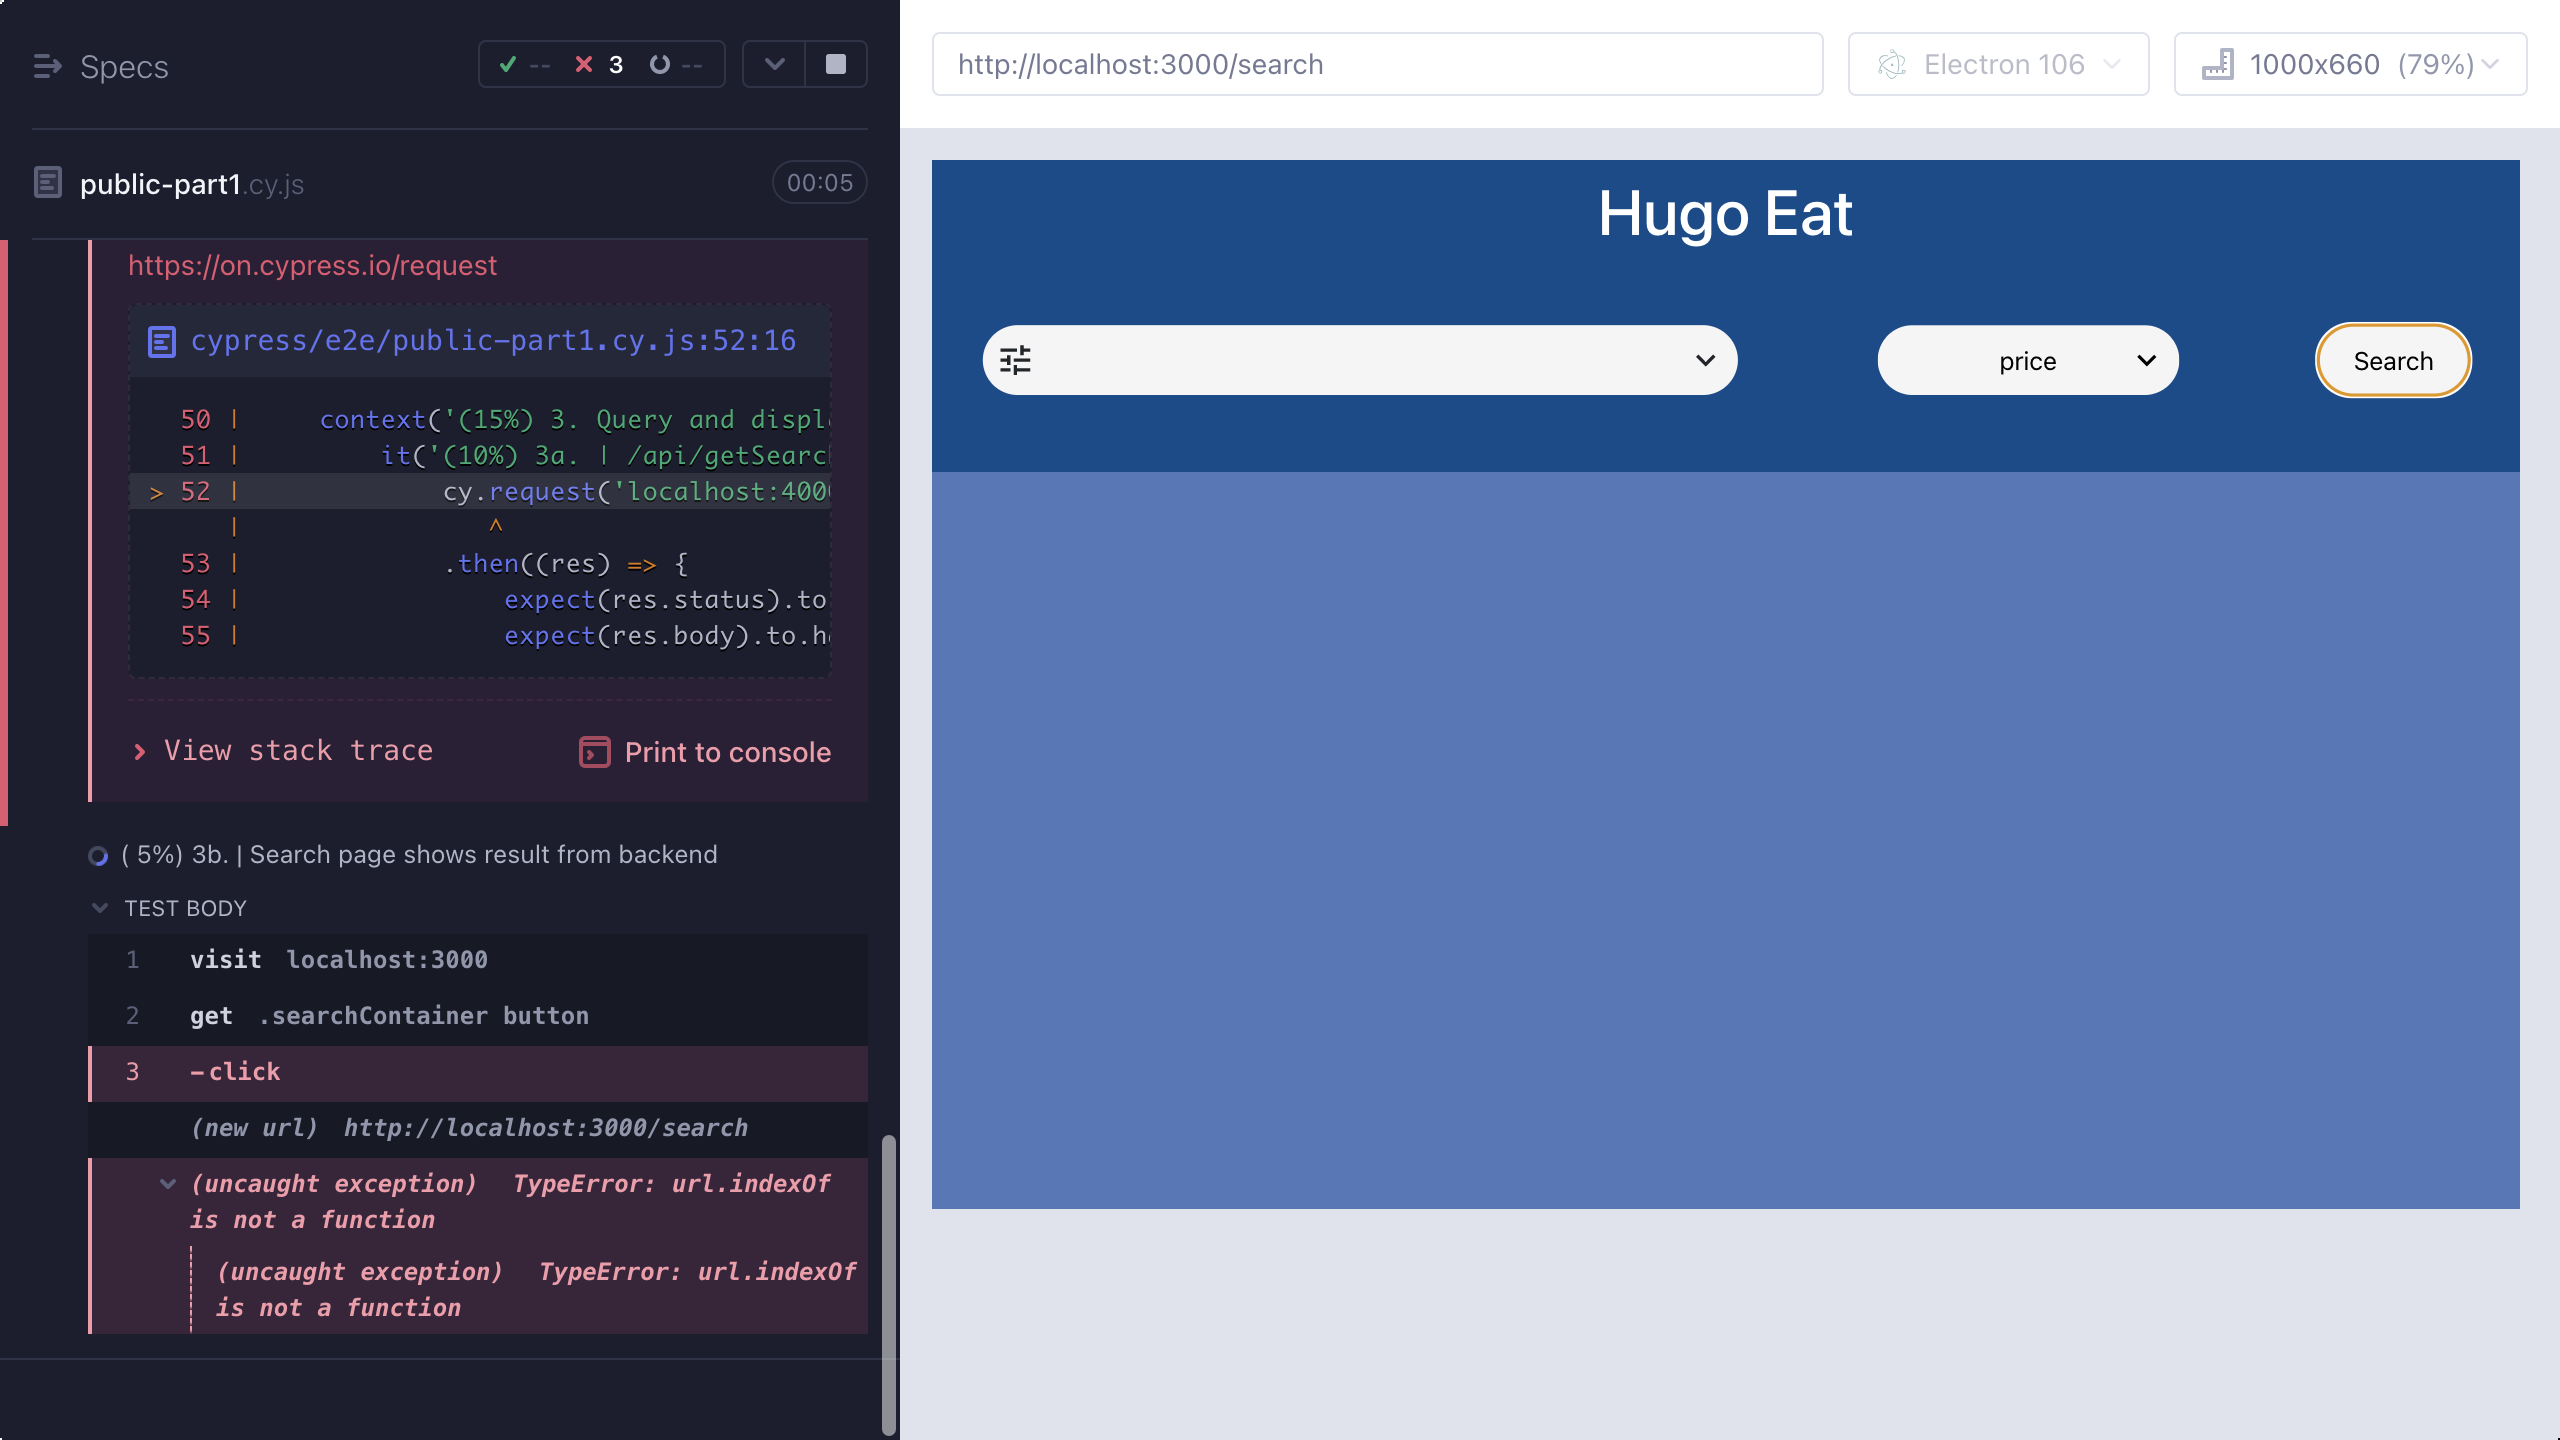 Specs
-- 3 --
public-part1.cy.js 00:05
https://on.cypress.io/request
cypress/e2e/public-part1.cy.js:52:16
50 | context('(15%) 3. Query and displ
51 | it('(10%) 3a. | /api/getSearc
> 52 | cy.request('localhost:400
| ^
53 | .then((res) => {
54 | expect(res.status).to
55 | expect(res.body).to.h
View stack trace
Print to console
( 5%) 3b. | Search page shows result from backend
TEST BODY
1 visit localhost:3000
2 get .searchContainer button
3 -click
(new url) http://localhost:3000/search
(uncaught exception) TypeError: url.indexOf
is not a function
(uncaught exception) TypeError: url.indexOf
is not a function
http://localhost:3000/search
Electron 106
1000x660 (79%)
Hugo Eat
price
Search